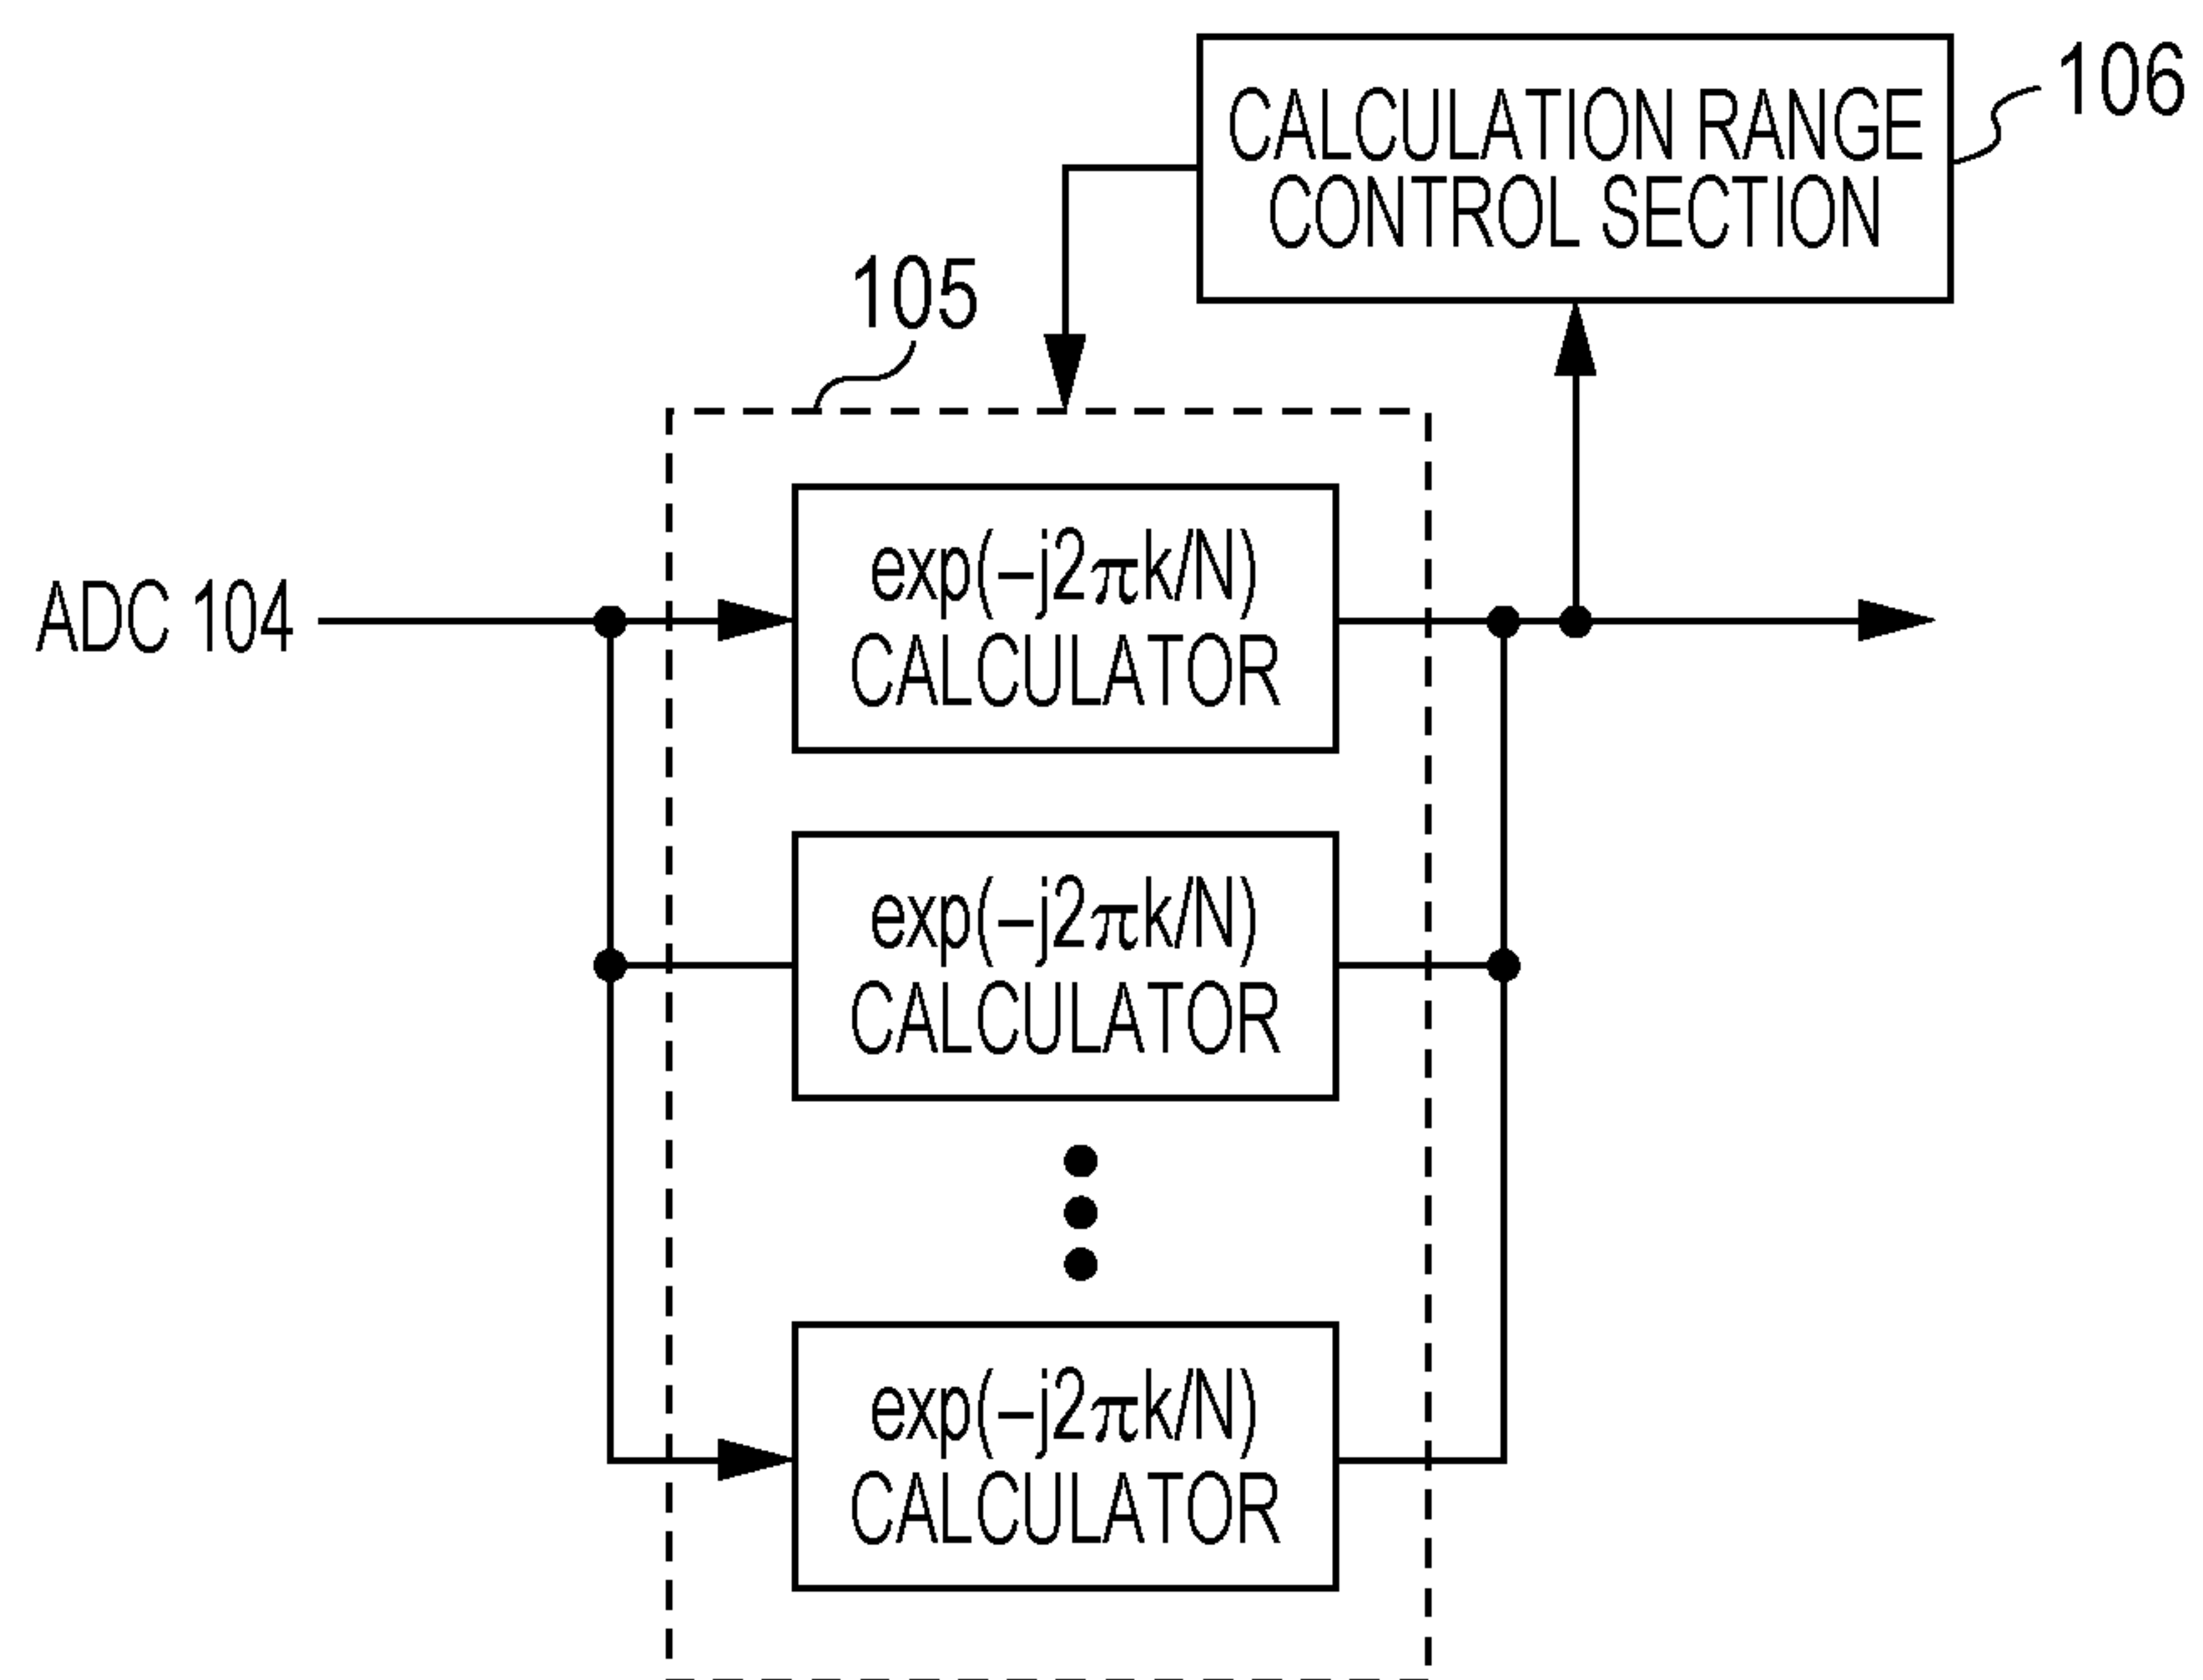 CALCULATION RANGE
CONTROL SECTION
106
105
ADC 104
exp(–j2πk/N)
CALCULATOR
exp(–j2πk/N)
CALCULATOR
exp(–j2πk/N)
CALCULATOR